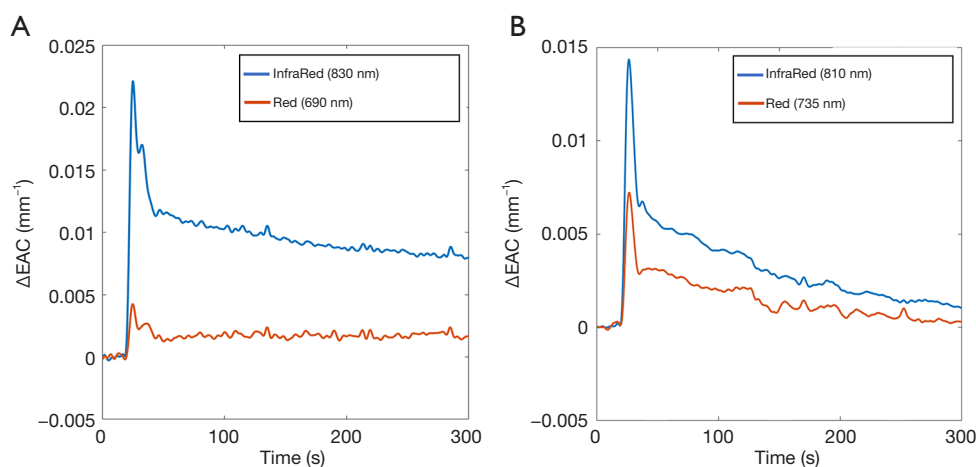 A
0.025
0.02
0.015
0.01
0.005
0
−0.005
ΔEAC (mm⁻¹)
InfraRed (830 nm)
Red (690 nm)
0
100
200
300
Time (s)
B
0.015
0.01
0.005
0
−0.005
ΔEAC (mm⁻¹)
InfraRed (810 nm)
Red (735 nm)
0
100
200
300
Time (s)